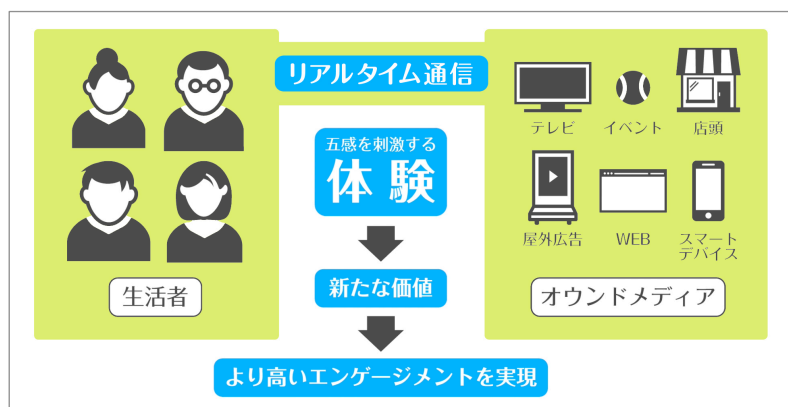 リアルタイム通信
テレビ
イベント
店頭
五感を刺激する
体験
屋外広告
WEB
スマート
デバイス
生活者
新たな価値
オウンドメディア
より高いエンゲージメントを実現